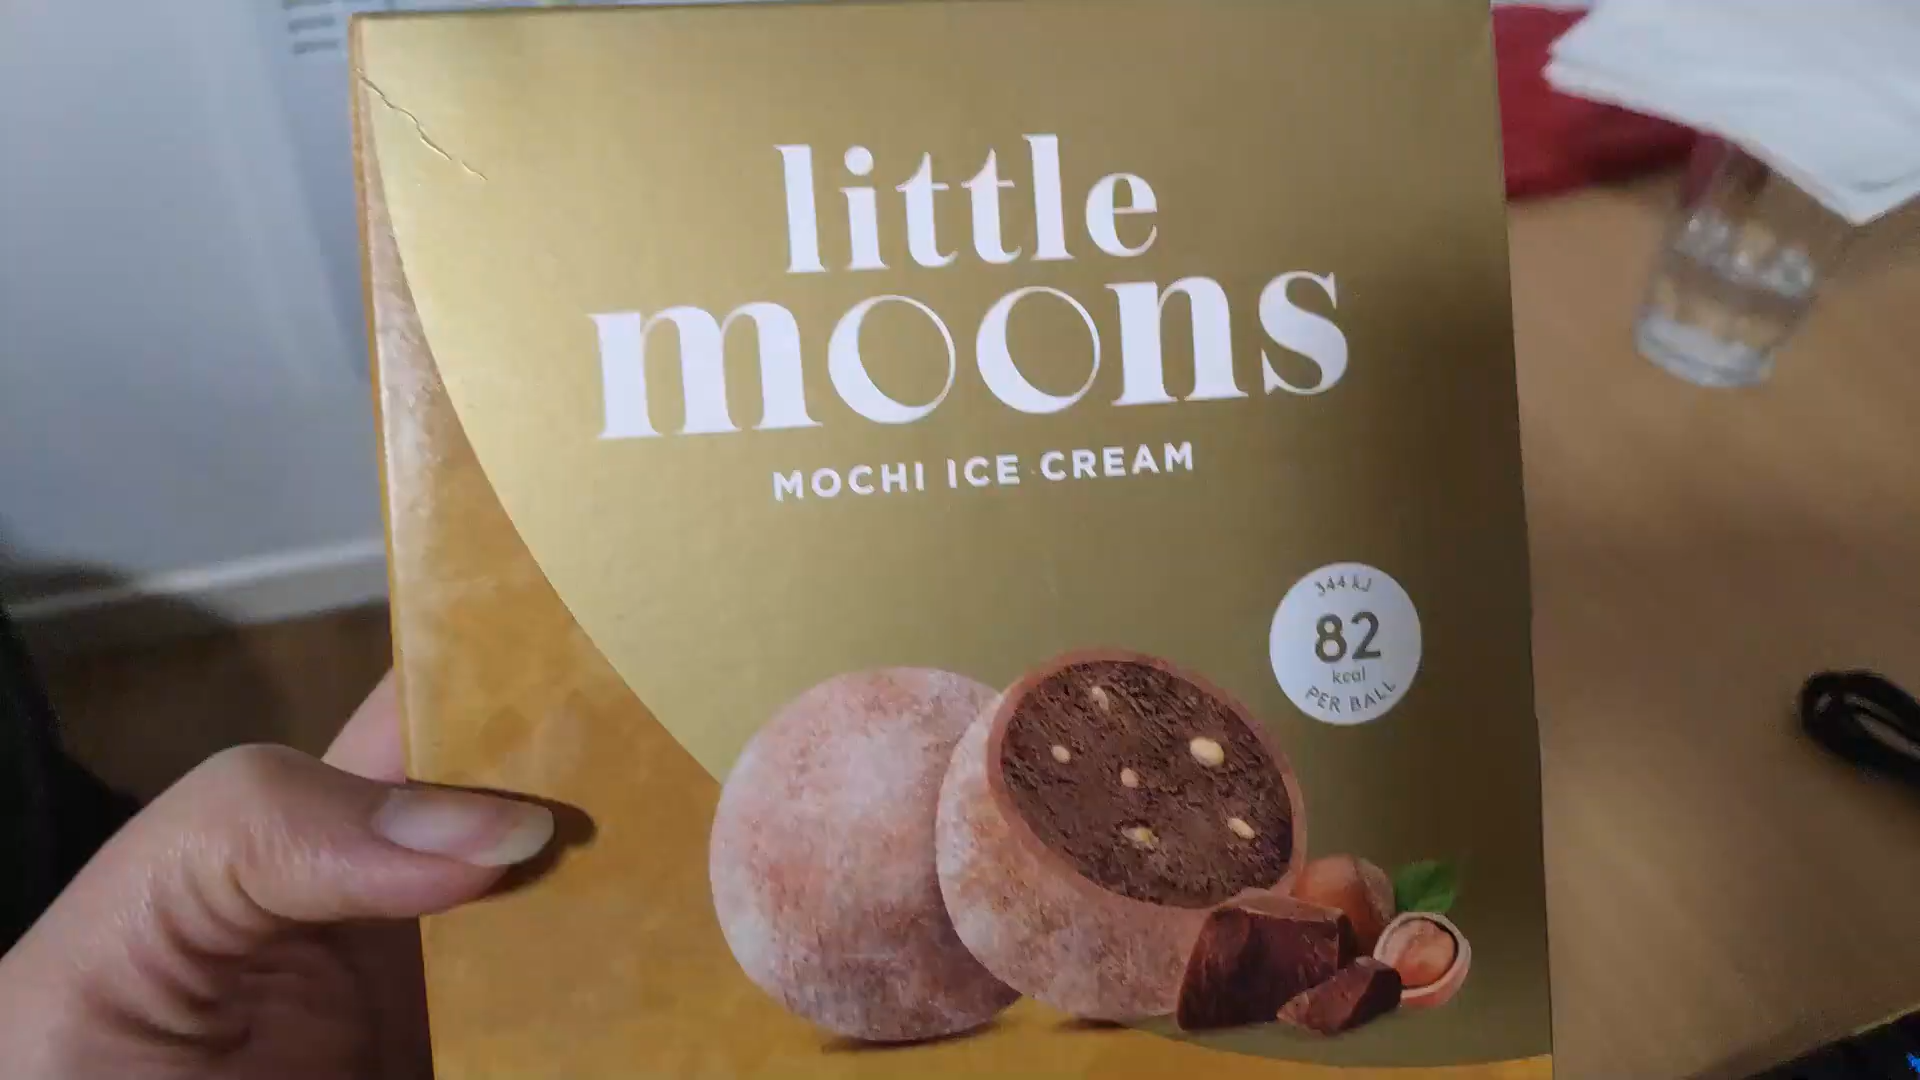 little
moons
MOCHI ICE CREAM
344 kJ
82
kcal
PER BALL